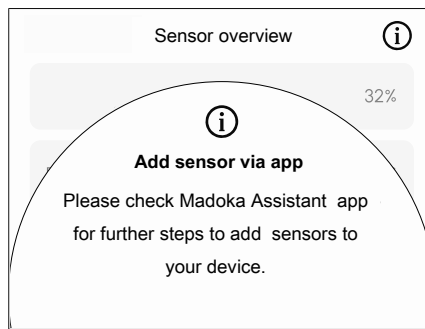 Sensor overview
32%
Add sensor via app
Please check Madoka Assistant app
for further steps to add sensors to
your device.